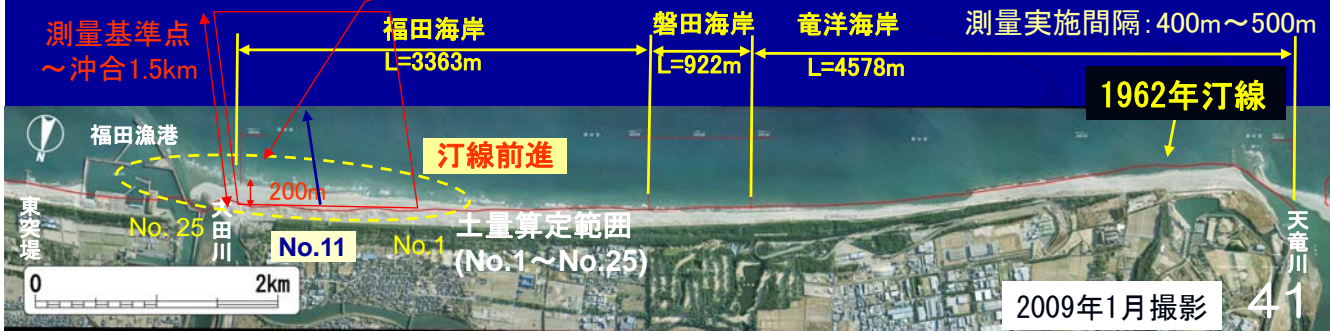 測量基準点
～沖合1.5km
福田海岸
L=3363m
磐田海岸
L=922m
竜洋海岸
L=4578m
測量実施間隔：400m～500m
1962年汀線
N
福田漁港
汀線前進
200m
東突堤
No. 25
太田川
No.11
No.1
土量算定範囲
(No.1～No.25)
天竜川
0
2km
2009年1月撮影
41